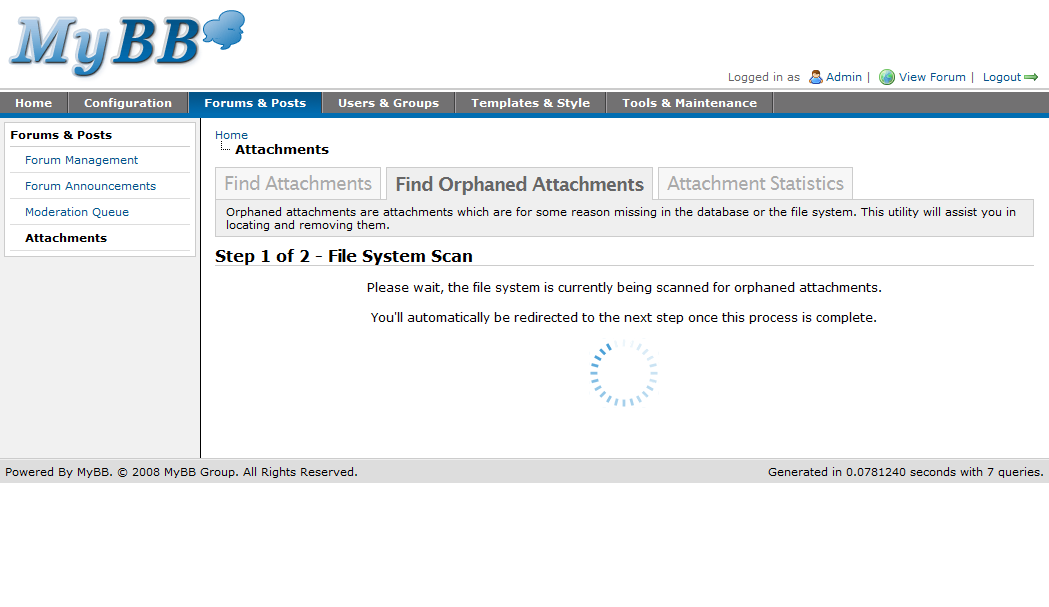 MyBB
Logged in as Admin | View Forum | Logout
Home Configuration Forums & Posts Users & Groups Templates & Style Tools & Maintenance
Forums & Posts
Forum Management
Forum Announcements
Moderation Queue
Attachments
Home
Attachments
Find Attachments Find Orphaned Attachments Attachment Statistics
Orphaned attachments are attachments which are for some reason missing in the database or the file system. This utility will assist you in
locating and removing them.
Step 1 of 2 - File System Scan
Please wait, the file system is currently being scanned for orphaned attachments.
You'll automatically be redirected to the next step once this process is complete.
Powered By MyBB. © 2008 MyBB Group. All Rights Reserved. Generated in 0.0781240 seconds with 7 queries.